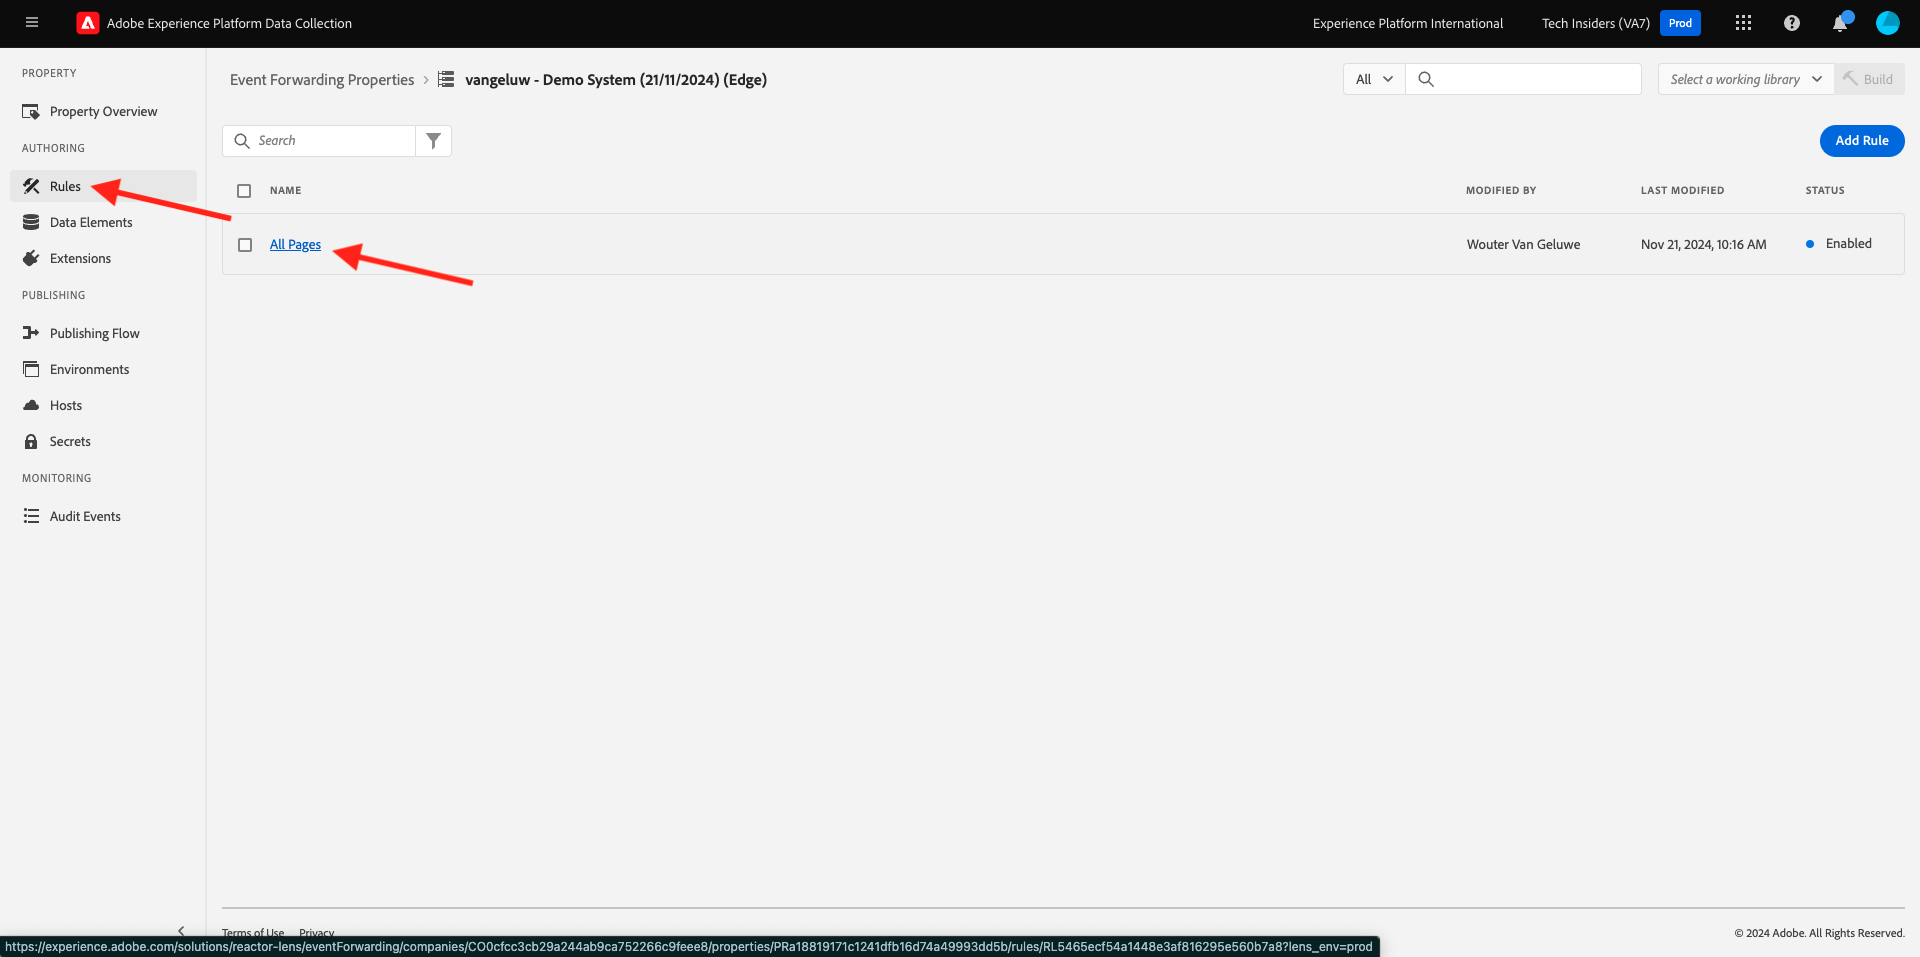 Adobe Experience Platform Data Collection
Experience Platform International
Tech Insiders (VA7)
Prod
PROPERTY
Property Overview
AUTHORING
Rules
Data Elements
Extensions
PUBLISHING
Publishing Flow
Environments
Hosts
Secrets
MONITORING
Audit Events
Event Forwarding Properties
vangeluw - Demo System (21/11/2024) (Edge)
All
Select a working library
Build
Search
Add Rule
NAME
MODIFIED BY
LAST MODIFIED
STATUS
All Pages
Wouter Van Geluwe
Nov 21, 2024, 10:16 AM
Enabled
Terms of Use
Privacy
© 2024 Adobe. All Rights Reserved.
https://experience.adobe.com/solutions/reactor-lens/eventForwarding/companies/CO0cfcc3cb29a244ab9ca752266c9feee8/properties/PRa18819171c1241dfb16d74a49993dd5b/rules/RL5465ecf54a1448e3af816295e560b7a8?lens_env=prod